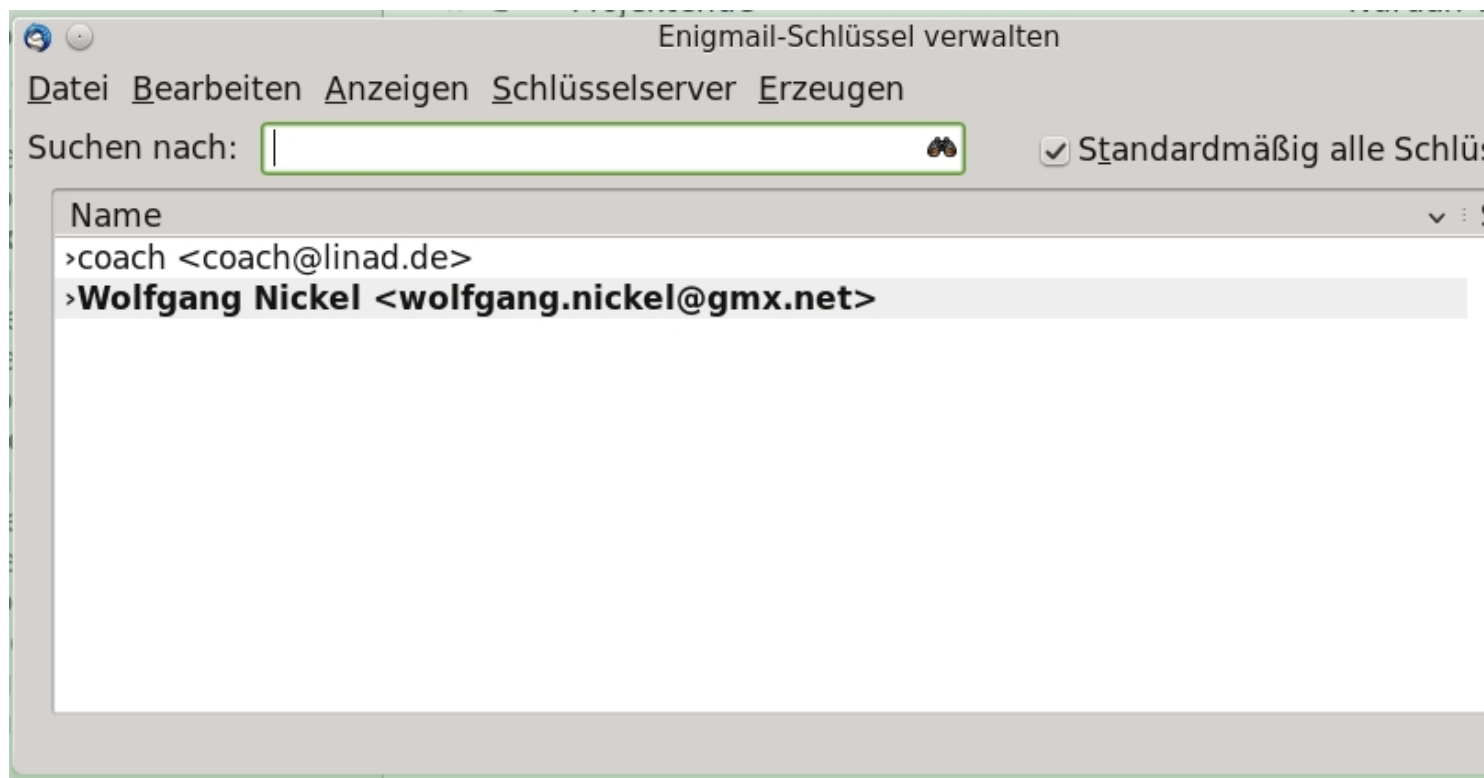 Enigmail-Schlüssel verwalten
Datei Bearbeiten Anzeigen Schlüsselserver Erzeugen
Suchen nach:
Standardmäßig alle
Name
›coach <coach@linad.de>
›Wolfgang Nickel <wolfgang.nickel@gmx.net>